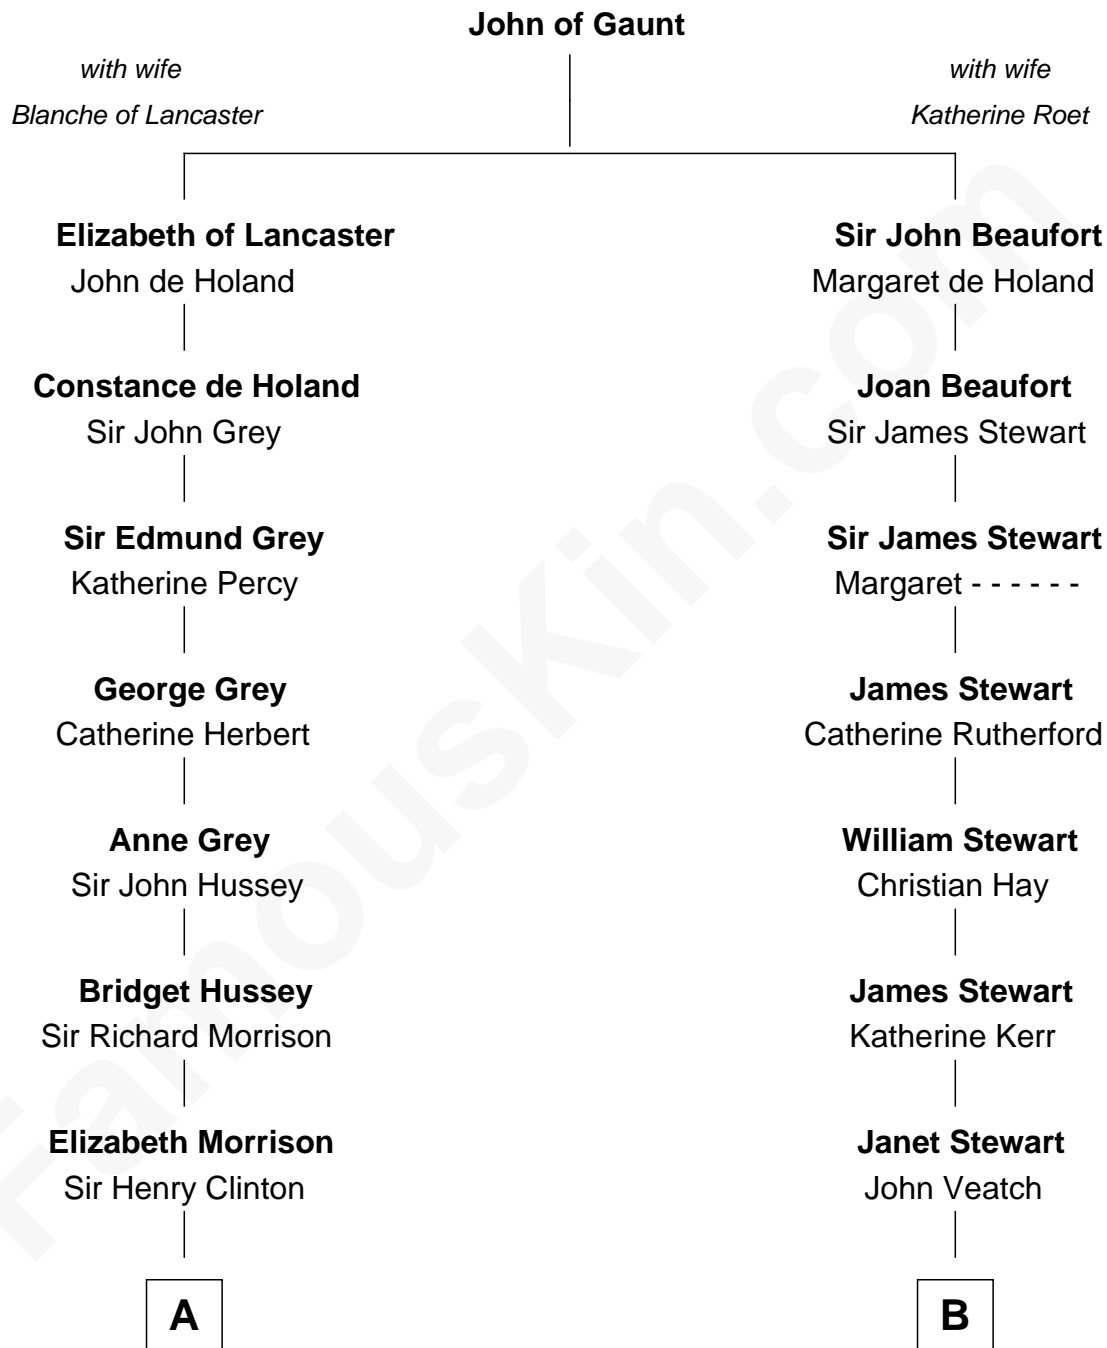 John of Gaunt
with wife
Blanche of Lancaster
with wife
Katherine Roet
Elizabeth of Lancaster
John de Holand
Sir John Beaufort
Margaret de Holand
Constance de Holand
Sir John Grey
Joan Beaufort
Sir James Stewart
Sir Edmund Grey
Katherine Percy
Sir James Stewart
Margaret - - - - - -
George Grey
Catherine Herbert
James Stewart
Catherine Rutherford
Anne Grey
Sir John Hussey
William Stewart
Christian Hay
Bridget Hussey
Sir Richard Morrison
James Stewart
Katherine Kerr
Elizabeth Morrison
Sir Henry Clinton
Janet Stewart
John Veatch
A
B
FamousKin.com